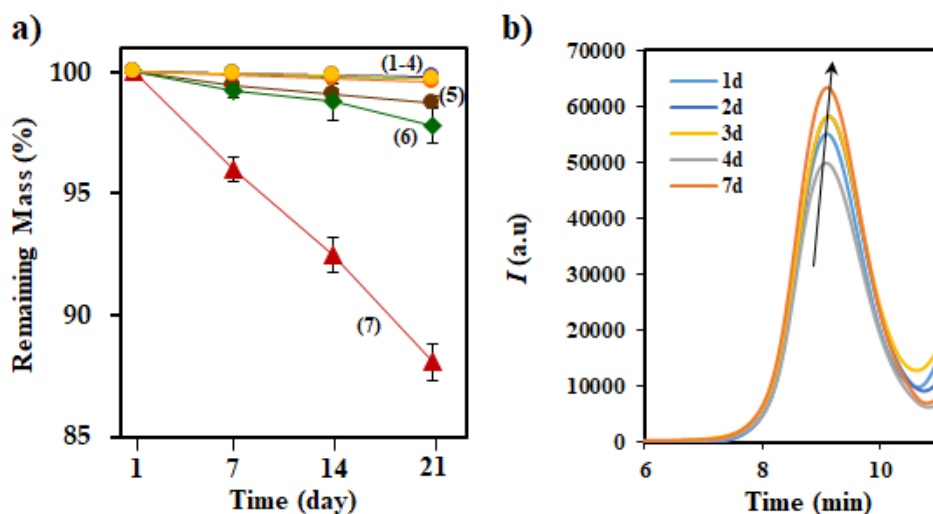 a)
Remaining Mass (%)
100
95
90
85
(1-4)
(5)
(6)
(7)
1 7 14 21
Time (day)
b)
I (a.u)
70000
60000
50000
40000
30000
20000
10000
0
1d
2d
3d
4d
7d
6 8 10
Time (min)